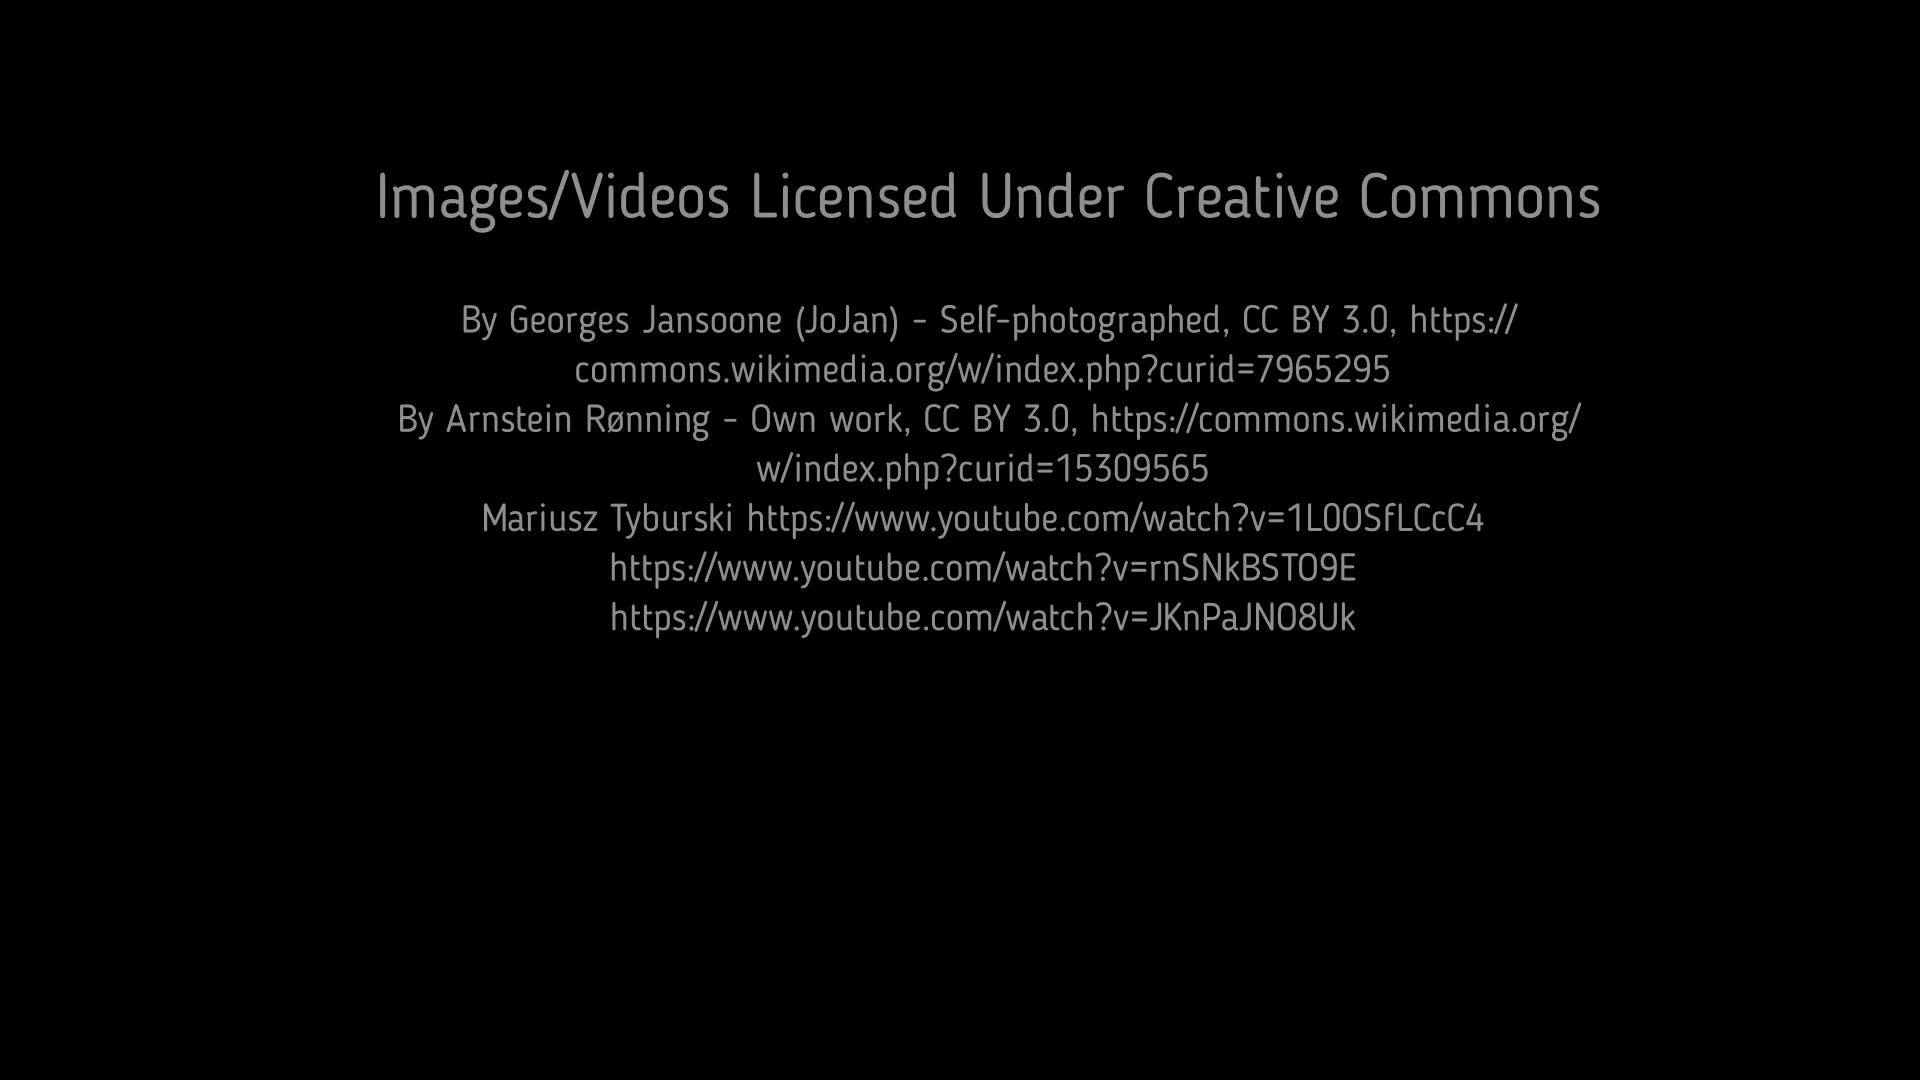 Images/Videos Licensed Under Creative Commons
By Georges Jansoone (JoJan) - Self-photographed, CC BY 3.0, https://
commons.wikimedia.org/w/index.php?curid=7965295
By Arnstein Rønning - Own work, CC BY 3.0, https://commons.wikimedia.org/
w/index.php?curid=15309565
Mariusz Tyburski https://www.youtube.com/watch?v=1L0OSfLCcC4
https://www.youtube.com/watch?v=rnSNkBSTO9E
https://www.youtube.com/watch?v=JKnPaJNO8Uk